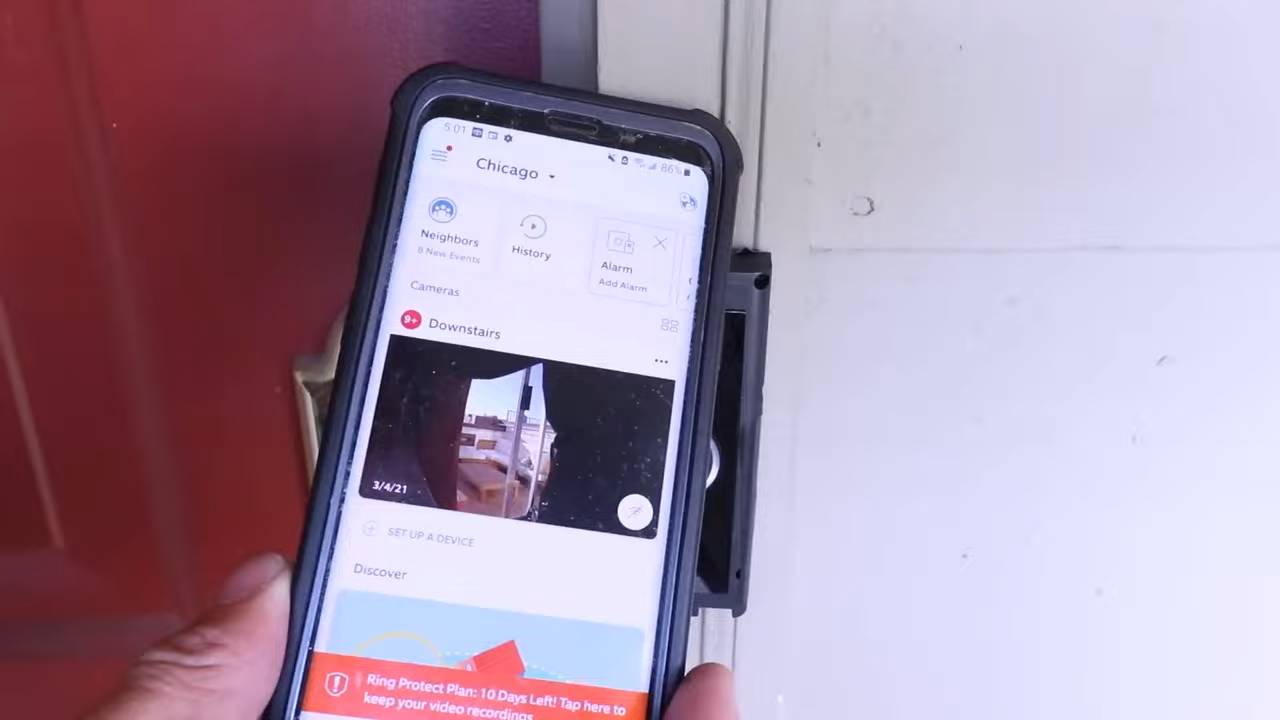 5:01
86%
Chicago
Neighbors
8 New Events
History
Alarm
Add Alarm
Cameras
9+ Downstairs
3/4/21
SET UP A DEVICE
Discover
Ring Protect Plan: 10 Days Left! Tap here to
keep your video recordings